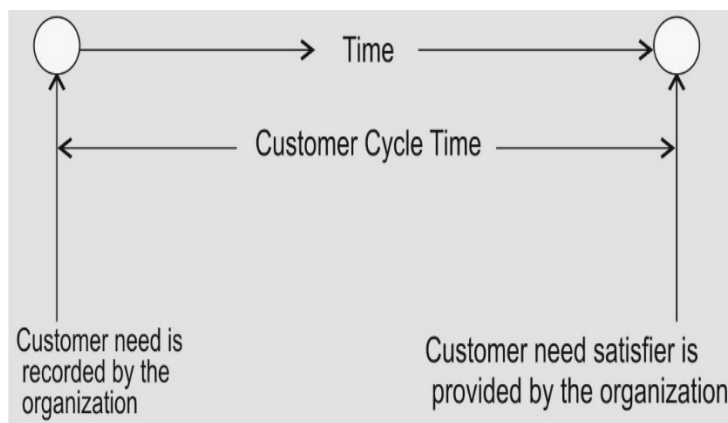 Time
Customer Cycle Time
Customer need is
recorded by the
organization
Customer need satisfier is
provided by the organization